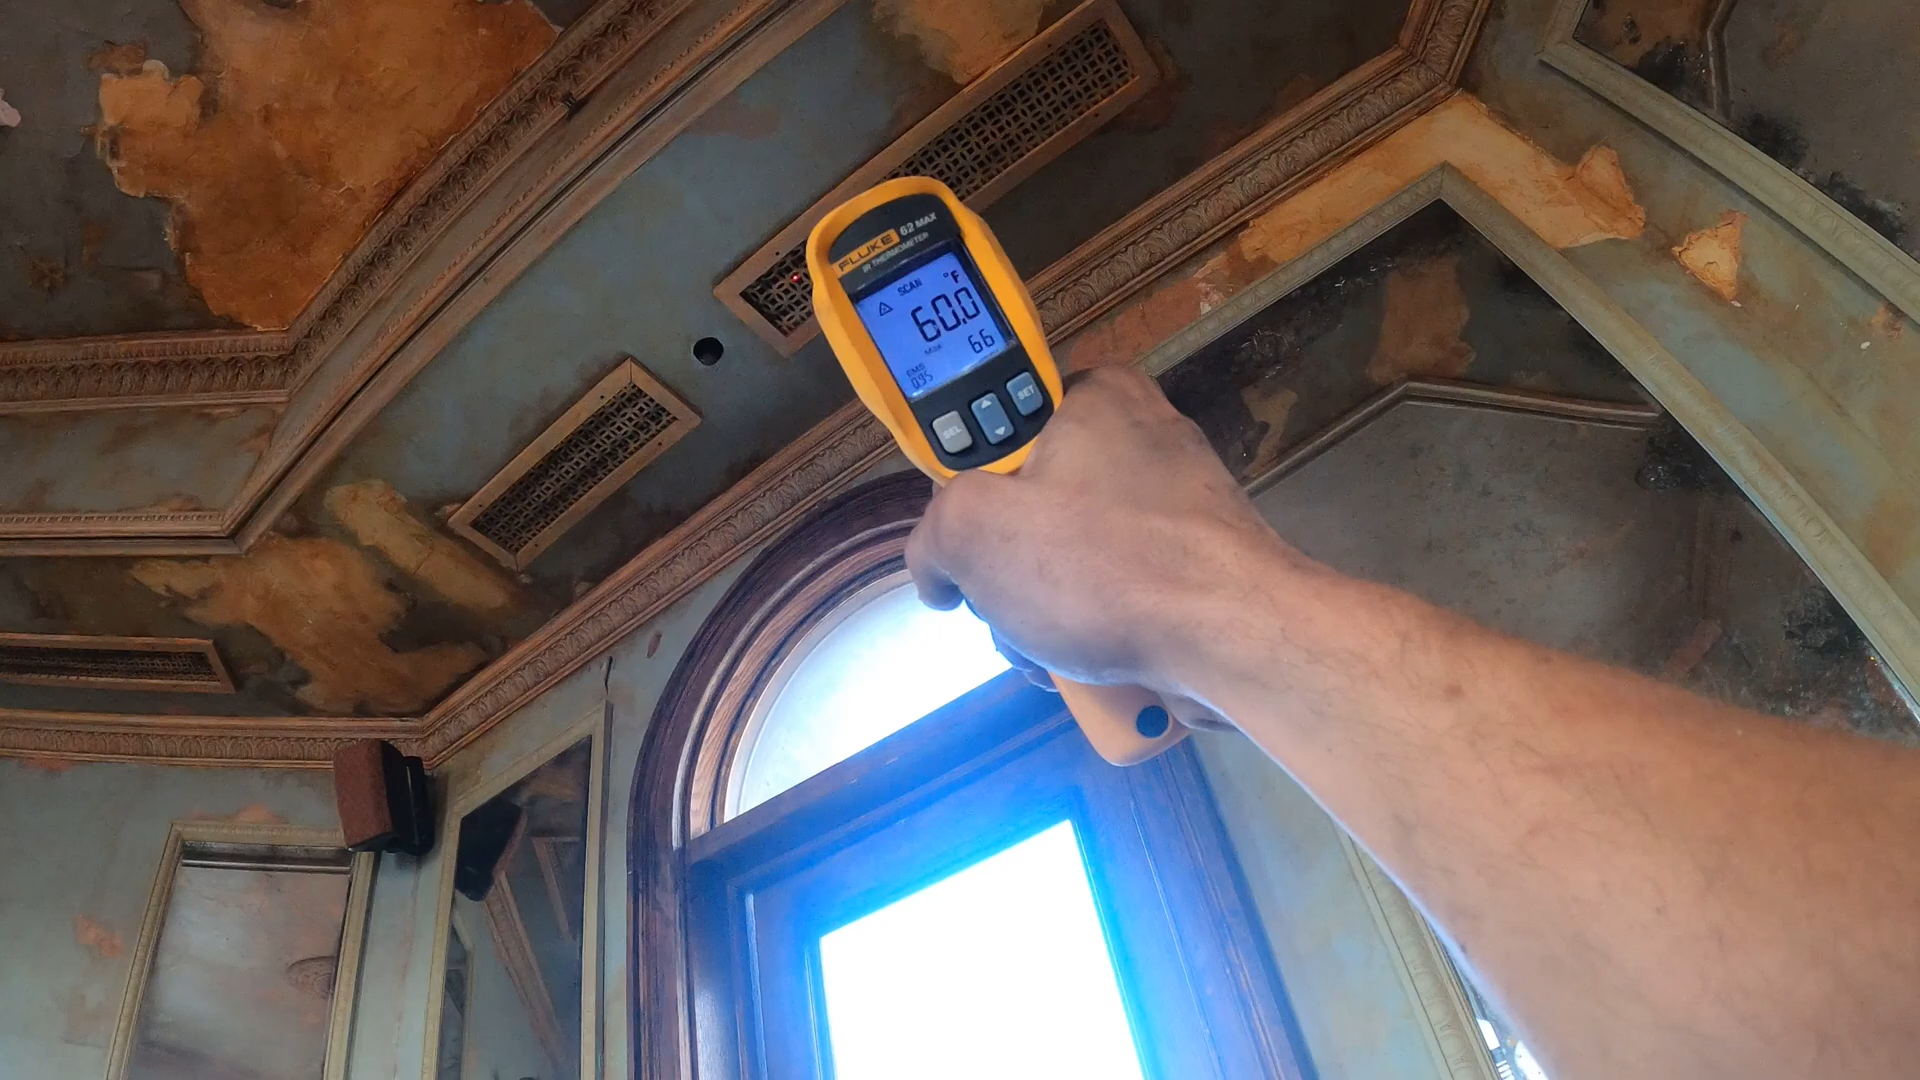 FLUKE 62 MAX
IR THERMOMETER
SCAN °F
60.0
MAX 66
EMS
0.95
SEL
SET